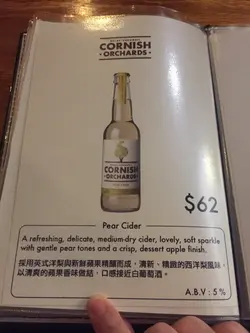 CORNISH
• ORCHARDS •
CORNISH
ORCHARDS
$62
Pear Cider
A refreshing, delicate, medium-dry cider, lovely, soft sparkle
with gentle pear tones and a crisp, dessert apple finish.
採用英式洋梨與新鮮蘋果精釀而成，清新、精緻的西洋梨風味，
以清爽的蘋果香味做結，口感接近白葡萄酒。
A.B.V : 5 %